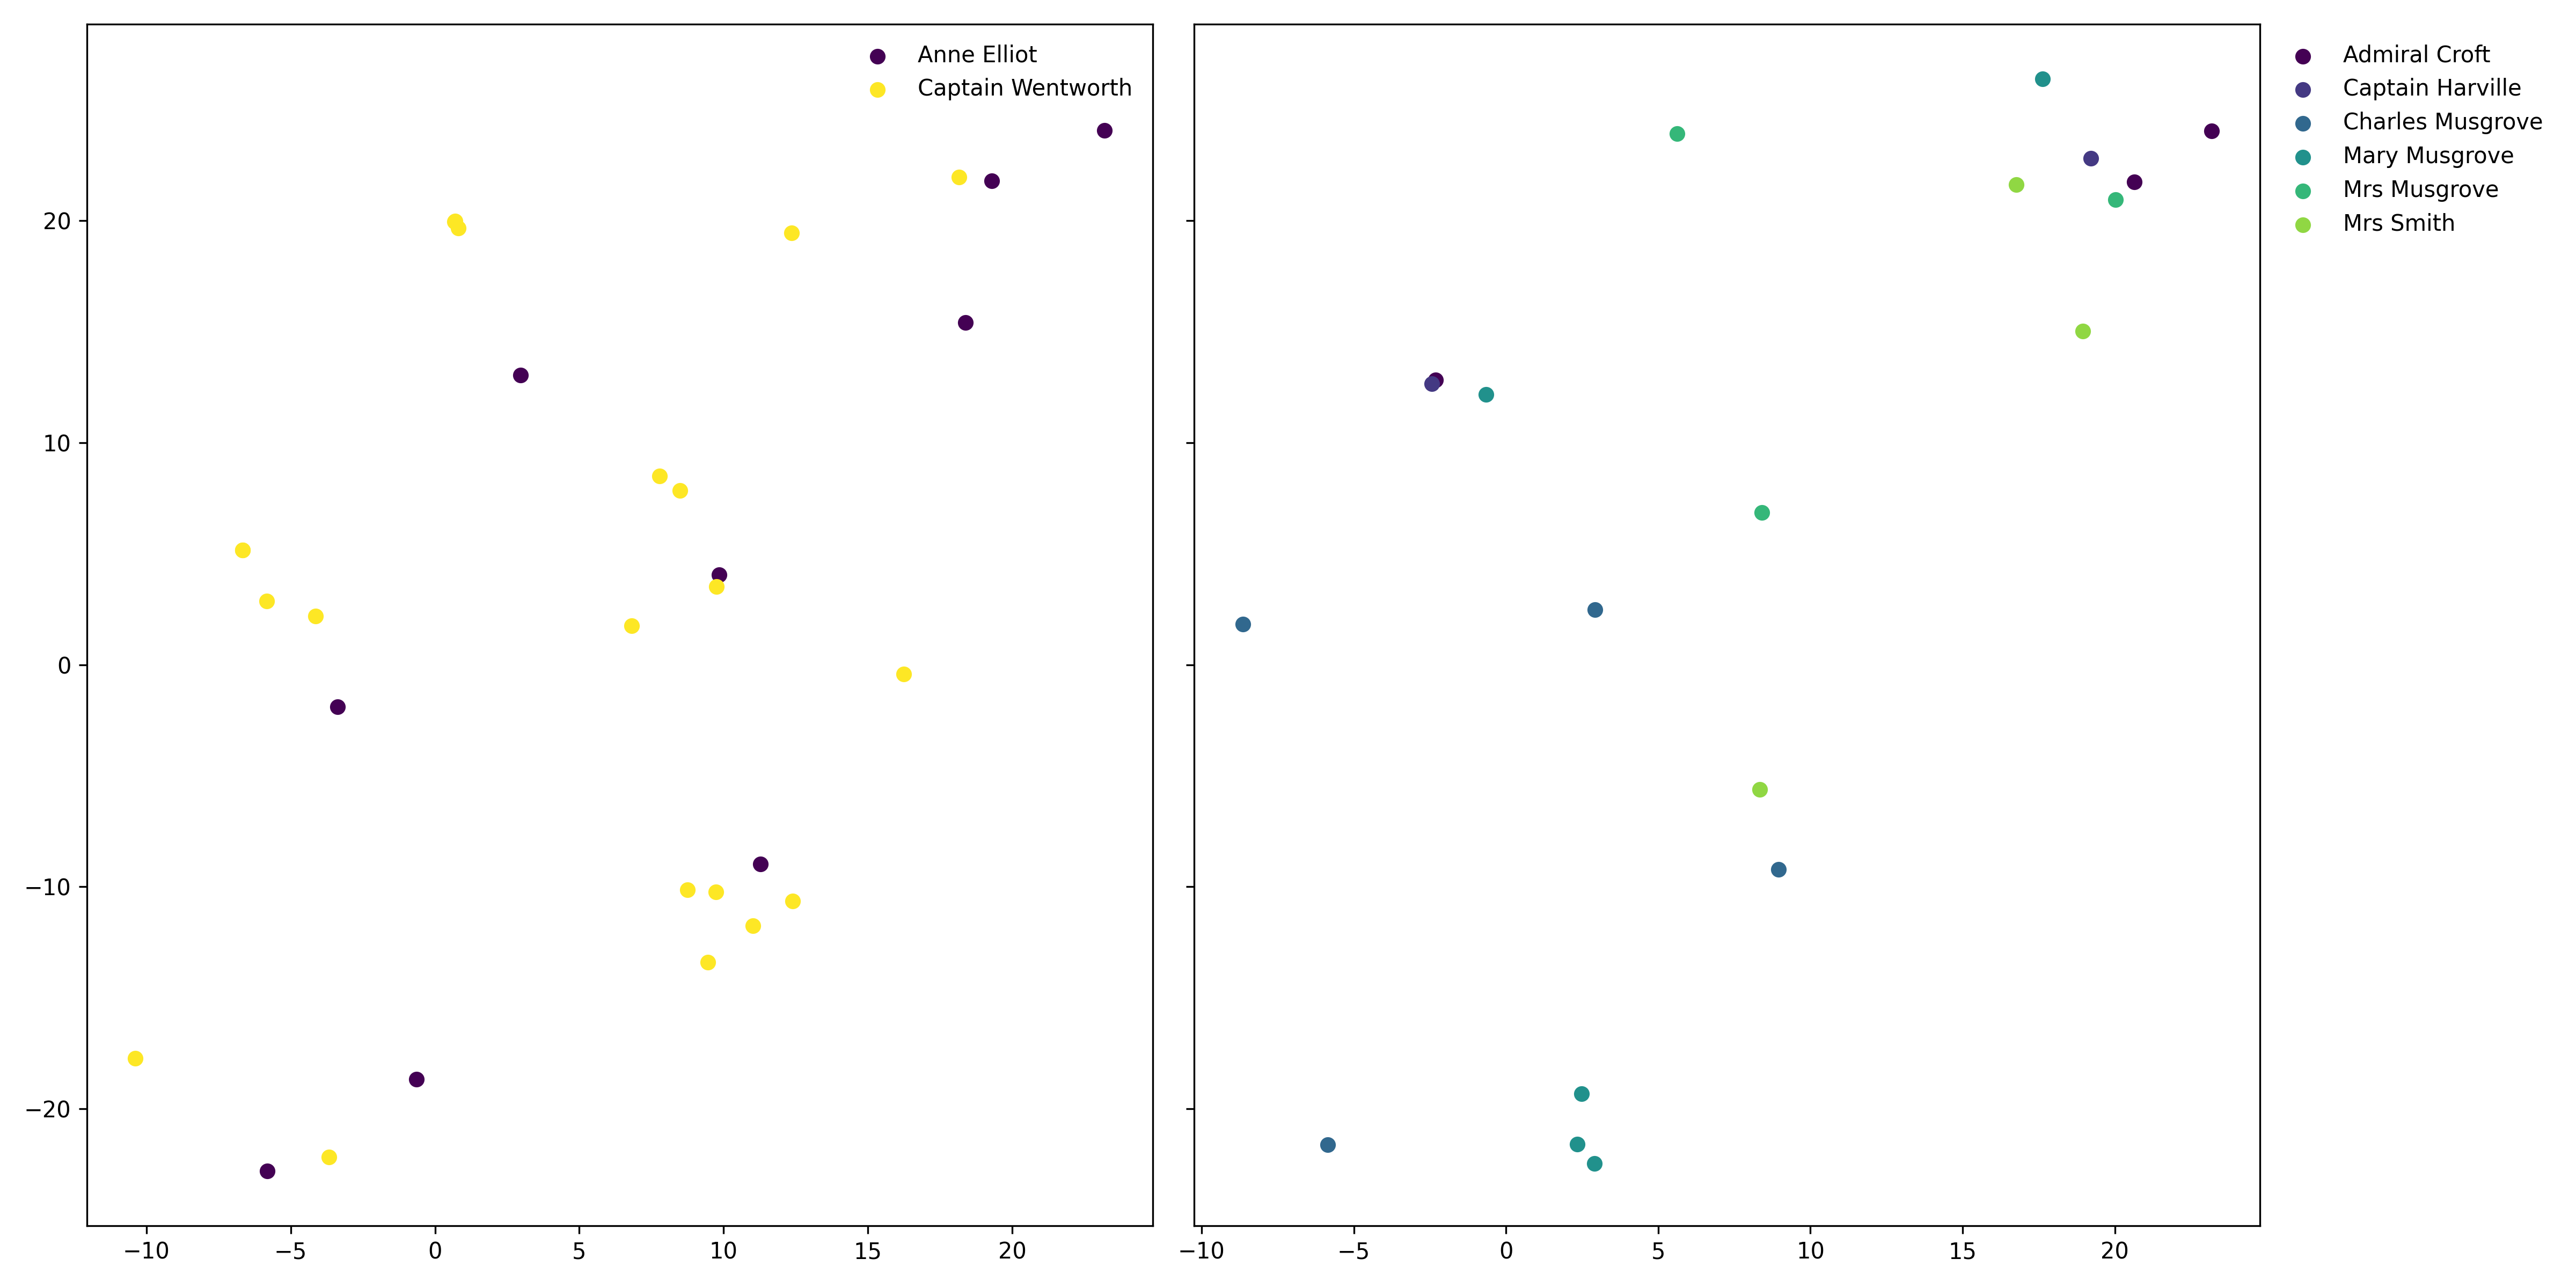 Anne Elliot
Captain Wentworth
Admiral Croft
Captain Harville
Charles Musgrove
Mary Musgrove
Mrs Musgrove
Mrs Smith
20
10
0
−10
−20
−10 −5 0 5 10 15 20
−10 −5 0 5 10 15 20